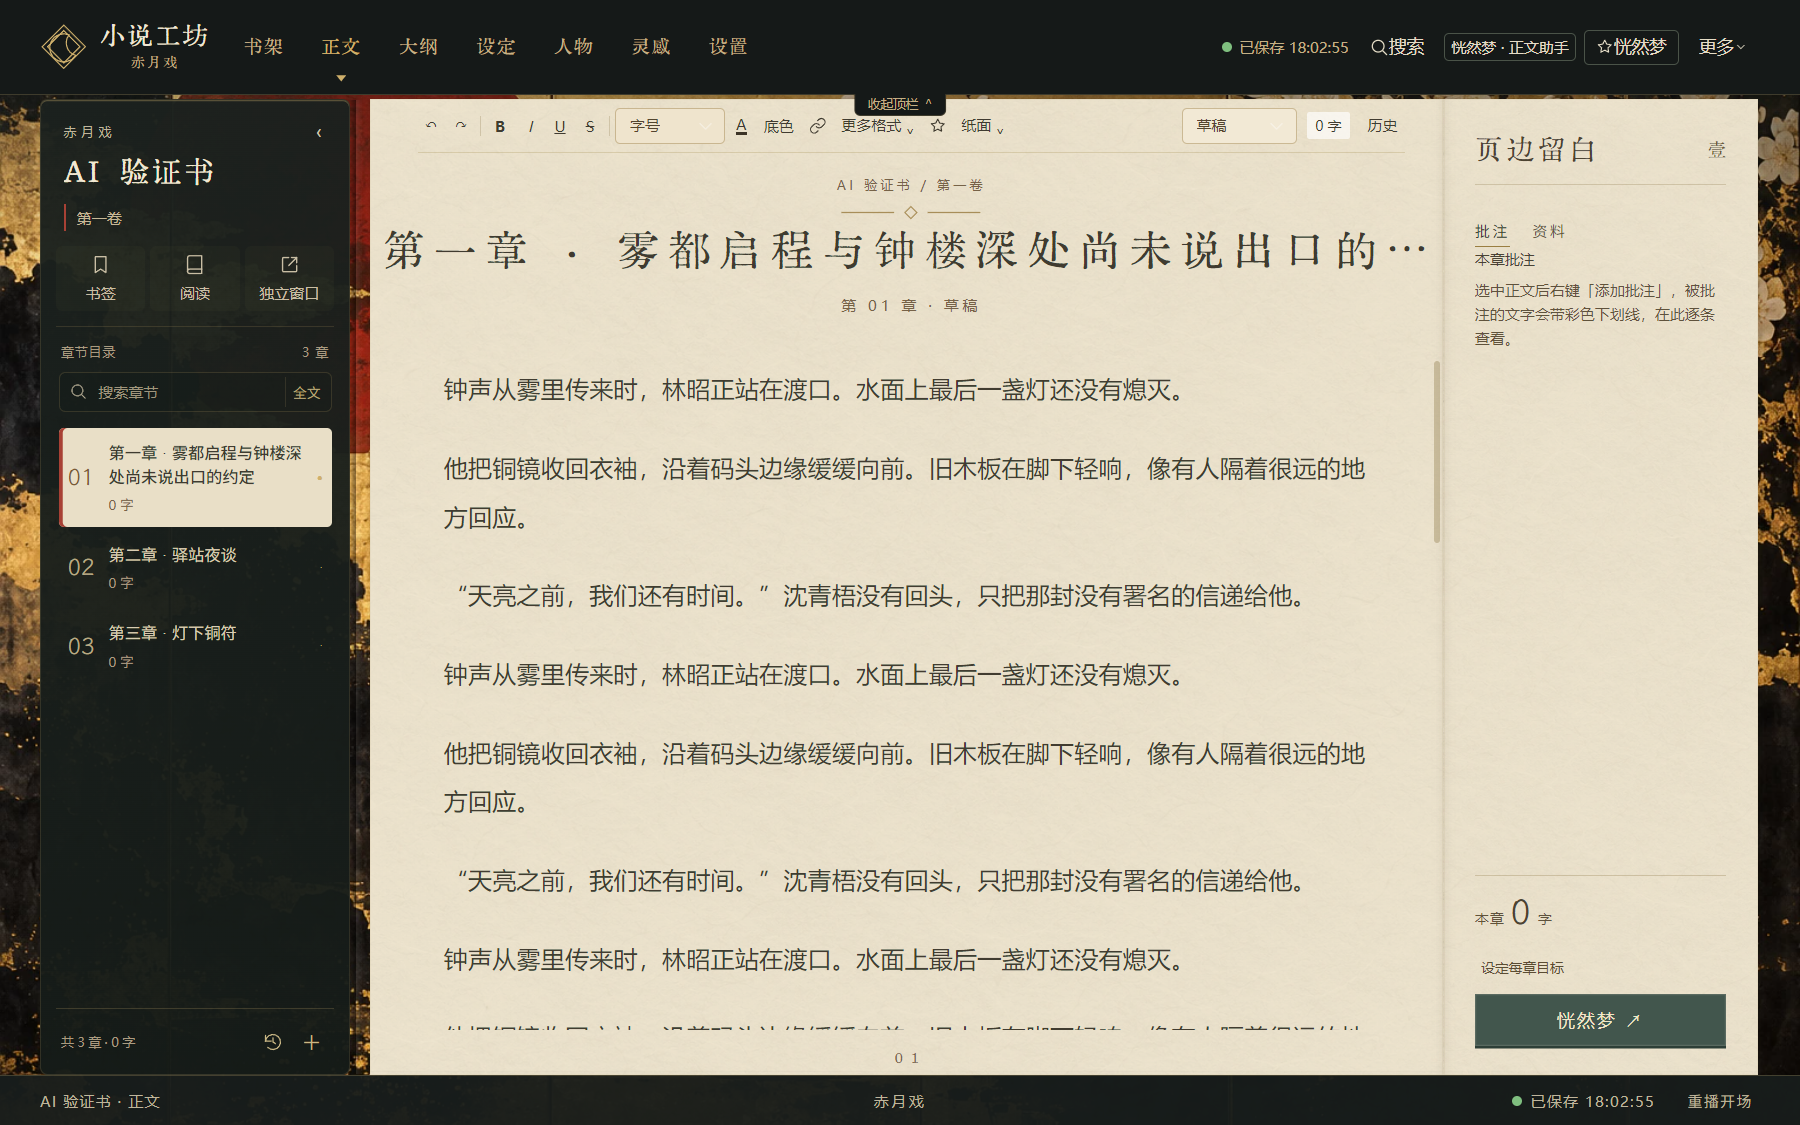 小说工坊
赤月戏
书架 正文 大纲 设定 人物 灵感 设置
已保存 18:02:55 搜索 恍然梦 · 正文助手 恍然梦 更多
收起顶栏 ^
赤月戏
AI 验证书
第一卷
书签 阅读 独立窗口
章节目录 3 章
搜索章节 全文
01 第一章 · 雾都启程与钟楼深
处尚未说出口的约定
0 字
02 第二章 · 驿站夜谈
0 字
03 第三章 · 灯下铜符
0 字
共 3 章 · 0 字
B I U S 字号 A 底色 更多格式 纸面 草稿 0 字 历史
AI 验证书 / 第一卷
第一章 · 雾都启程与钟楼深处尚未说出口的…
第 01 章 · 草稿
钟声从雾里传来时，林昭正站在渡口。水面上最后一盏灯还没有熄灭。
他把铜镜收回衣袖，沿着码头边缘缓缓向前。旧木板在脚下轻响，像有人隔着很远的地
方回应。
“天亮之前，我们还有时间。”沈青梧没有回头，只把那封没有署名的信递给他。
钟声从雾里传来时，林昭正站在渡口。水面上最后一盏灯还没有熄灭。
他把铜镜收回衣袖，沿着码头边缘缓缓向前。旧木板在脚下轻响，像有人隔着很远的地
方回应。
“天亮之前，我们还有时间。”沈青梧没有回头，只把那封没有署名的信递给他。
钟声从雾里传来时，林昭正站在渡口。水面上最后一盏灯还没有熄灭。
01
页边留白 壹
批注 资料
本章批注
选中正文后右键「添加批注」，被批
注的文字会带彩色下划线，在此逐条
查看。
本章 0 字
设定每章目标
恍然梦 ↗
AI 验证书 · 正文 赤月戏 已保存 18:02:55 重播开场